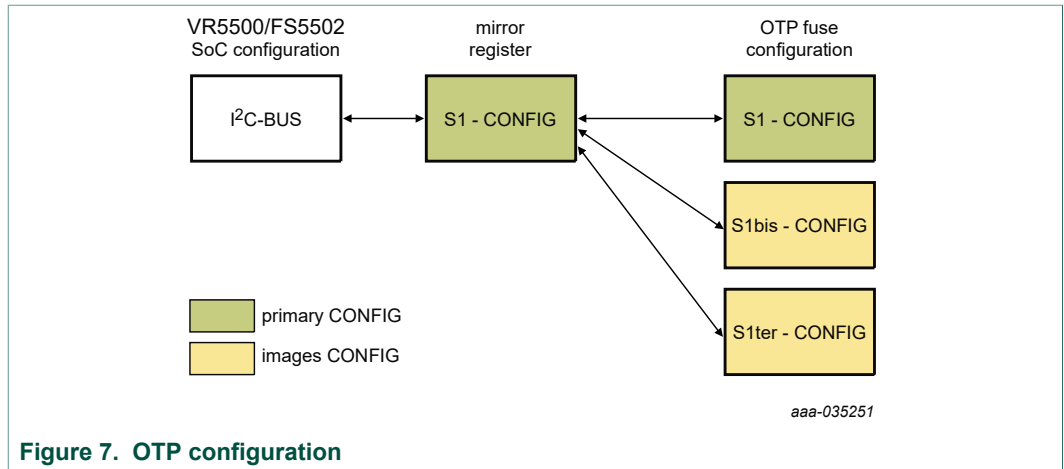 VR5500/FS5502
SoC configuration
mirror
register
OTP fuse
configuration
I2C-BUS
S1 - CONFIG
S1 - CONFIG
S1bis - CONFIG
S1ter - CONFIG
primary CONFIG
images CONFIG
aaa-035251
Figure 7. OTP configuration